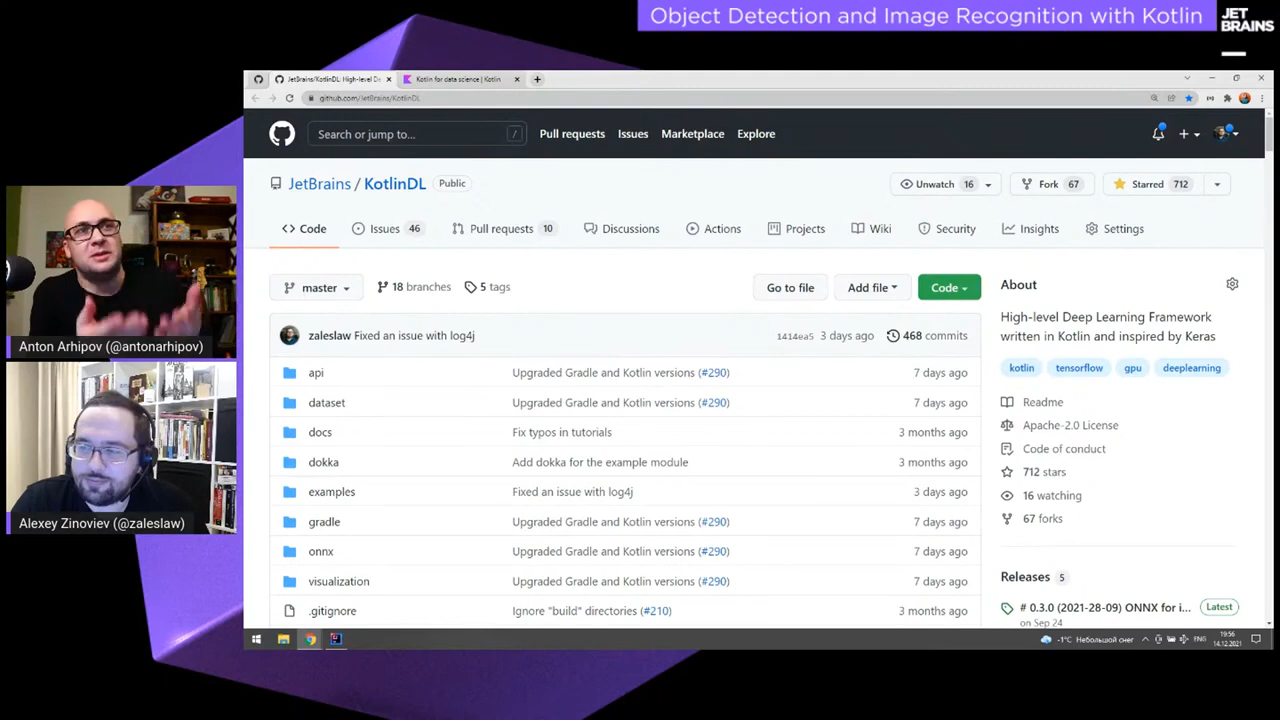 Object Detection and Image Recognition with Kotlin
JET
BRAINS
JetBrains/KotlinDL: High-level De
Kotlin for data science | Kotlin
github.com/JetBrains/KotlinDL
Search or jump to... /
Pull requests Issues Marketplace Explore
JetBrains / KotlinDL Public
Unwatch 16 Fork 67 Starred 712
Code Issues 46 Pull requests 10 Discussions Actions Projects Wiki Security Insights Settings
master 18 branches 5 tags Go to file Add file Code
zaleslaw Fixed an issue with log4j 1414ea5 3 days ago 468 commits
api Upgraded Gradle and Kotlin versions (#290) 7 days ago
dataset Upgraded Gradle and Kotlin versions (#290) 7 days ago
docs Fix typos in tutorials 3 months ago
dokka Add dokka for the example module 3 months ago
examples Fixed an issue with log4j 3 days ago
gradle Upgraded Gradle and Kotlin versions (#290) 7 days ago
onnx Upgraded Gradle and Kotlin versions (#290) 7 days ago
visualization Upgraded Gradle and Kotlin versions (#290) 7 days ago
.gitignore Ignore "build" directories (#210) 3 months ago
About
High-level Deep Learning Framework
written in Kotlin and inspired by Keras
kotlin tensorflow gpu deeplearning
Readme
Apache-2.0 License
Code of conduct
712 stars
16 watching
67 forks
Releases 5
# 0.3.0 (2021-28-09) ONNX for i... Latest
on Sep 24
-1°C Небольшой снег ENG 19:56
14.12.2021
Anton Arhipov (@antonarhipov)
Alexey Zinoviev (@zaleslaw)